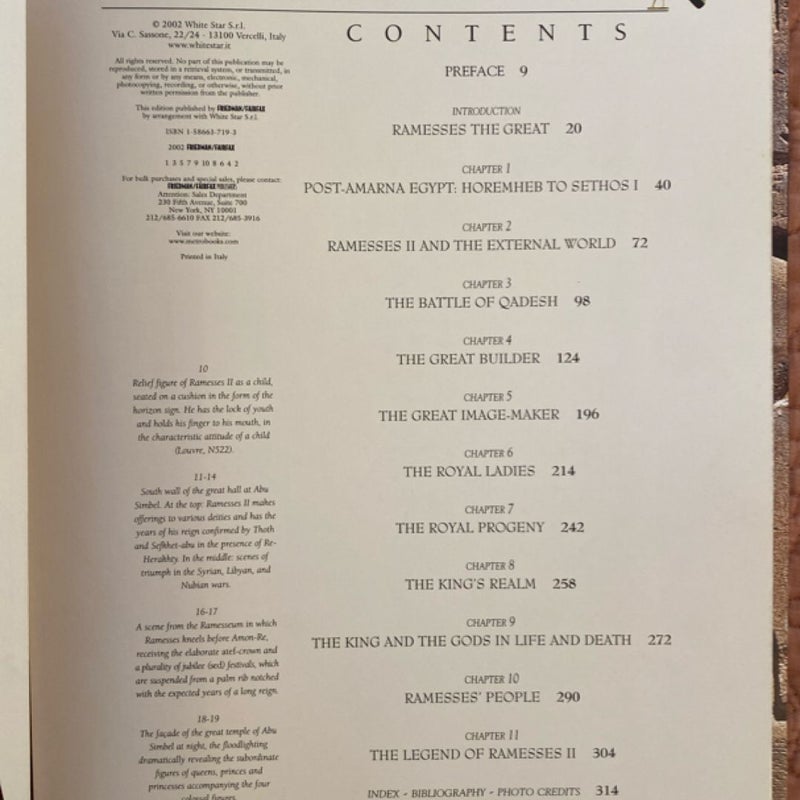 © 2002 White Star S.r.l.
Via C. Sassone, 22/24 - 13100 Vercelli, Italy
www.whitestar.it
All rights reserved. No part of this publication may be
reproduced, stored in a retrieval system, or transmitted, in
any form or by any means, electronic, mechanical,
photocopying, recording, or otherwise, without prior
written permission from the publisher.
This edition published by FRIEDMAN/FAIRFAX
by arrangement with White Star S.r.l.
ISBN 1-58663-719-3
2002 FRIEDMAN/FAIRFAX
1 3 5 7 9 10 8 6 4 2
For bulk purchases and special sales, please contact:
FRIEDMAN/FAIRFAX PUBLISHERS
Attention: Sales Department
230 Fifth Avenue, Suite 700
New York, NY 10001
212/685-6610 FAX 212/685-3916
Visit our website:
www.metrobooks.com
Printed in Italy
10
Relief figure of Ramesses II as a child,
seated on a cushion in the form of the
horizon sign. He has the lock of youth
and holds his finger to his mouth, in
the characteristic attitude of a child
(Louvre, N522).
11-14
South wall of the great hall at Abu
Simbel. At the top: Ramesses II makes
offerings to various deities and has the
years of his reign confirmed by Thoth
and Sefkhet-abu in the presence of Re-
Herakhty. In the middle: scenes of
triumph in the Syrian, Libyan, and
Nubian wars.
16-17
A scene from the Ramesseum in which
Ramesses kneels before Amon-Re,
receiving the elaborate atef-crown and
a plurality of jubilee (sed) festivals, which
are suspended from a palm rib notched
with the expected years of a long reign.
18-19
The façade of the great temple of Abu
Simbel at night, the floodlighting
dramatically revealing the subordinate
figures of queens, princes and
princesses accompanying the four
colossal figures.
CONTENTS
PREFACE 9
INTRODUCTION
RAMESSES THE GREAT 20
CHAPTER 1
POST-AMARNA EGYPT: HOREMHEB TO SETHOS I 40
CHAPTER 2
RAMESSES II AND THE EXTERNAL WORLD 72
CHAPTER 3
THE BATTLE OF QADESH 98
CHAPTER 4
THE GREAT BUILDER 124
CHAPTER 5
THE GREAT IMAGE-MAKER 196
CHAPTER 6
THE ROYAL LADIES 214
CHAPTER 7
THE ROYAL PROGENY 242
CHAPTER 8
THE KING'S REALM 258
CHAPTER 9
THE KING AND THE GODS IN LIFE AND DEATH 272
CHAPTER 10
RAMESSES' PEOPLE 290
CHAPTER 11
THE LEGEND OF RAMESSES II 304
INDEX - BIBLIOGRAPHY - PHOTO CREDITS 314